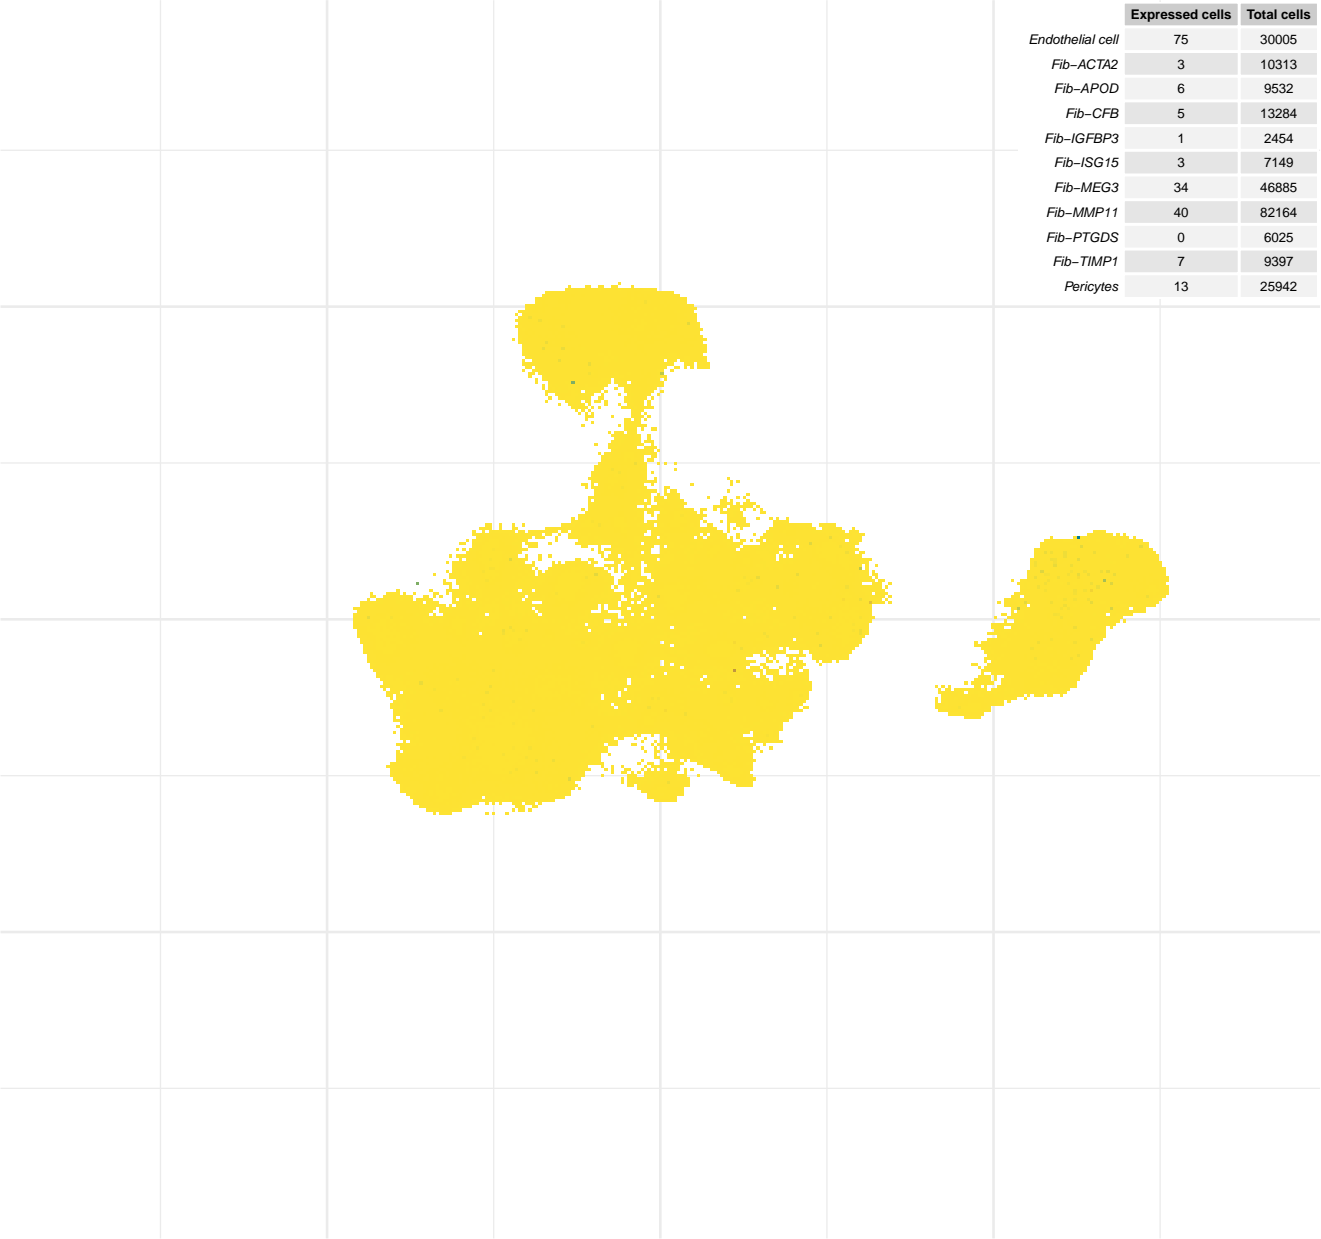 Expressed cells Total cells
Endothelial cell 75 30005
Fib−ACTA2 3 10313
Fib−APOD 6 9532
Fib−CFB 5 13284
Fib−IGFBP3 1 2454
Fib−ISG15 3 7149
Fib−MEG3 34 46885
Fib−MMP11 40 82164
Fib−PTGDS 0 6025
Fib−TIMP1 7 9397
Pericytes 13 25942